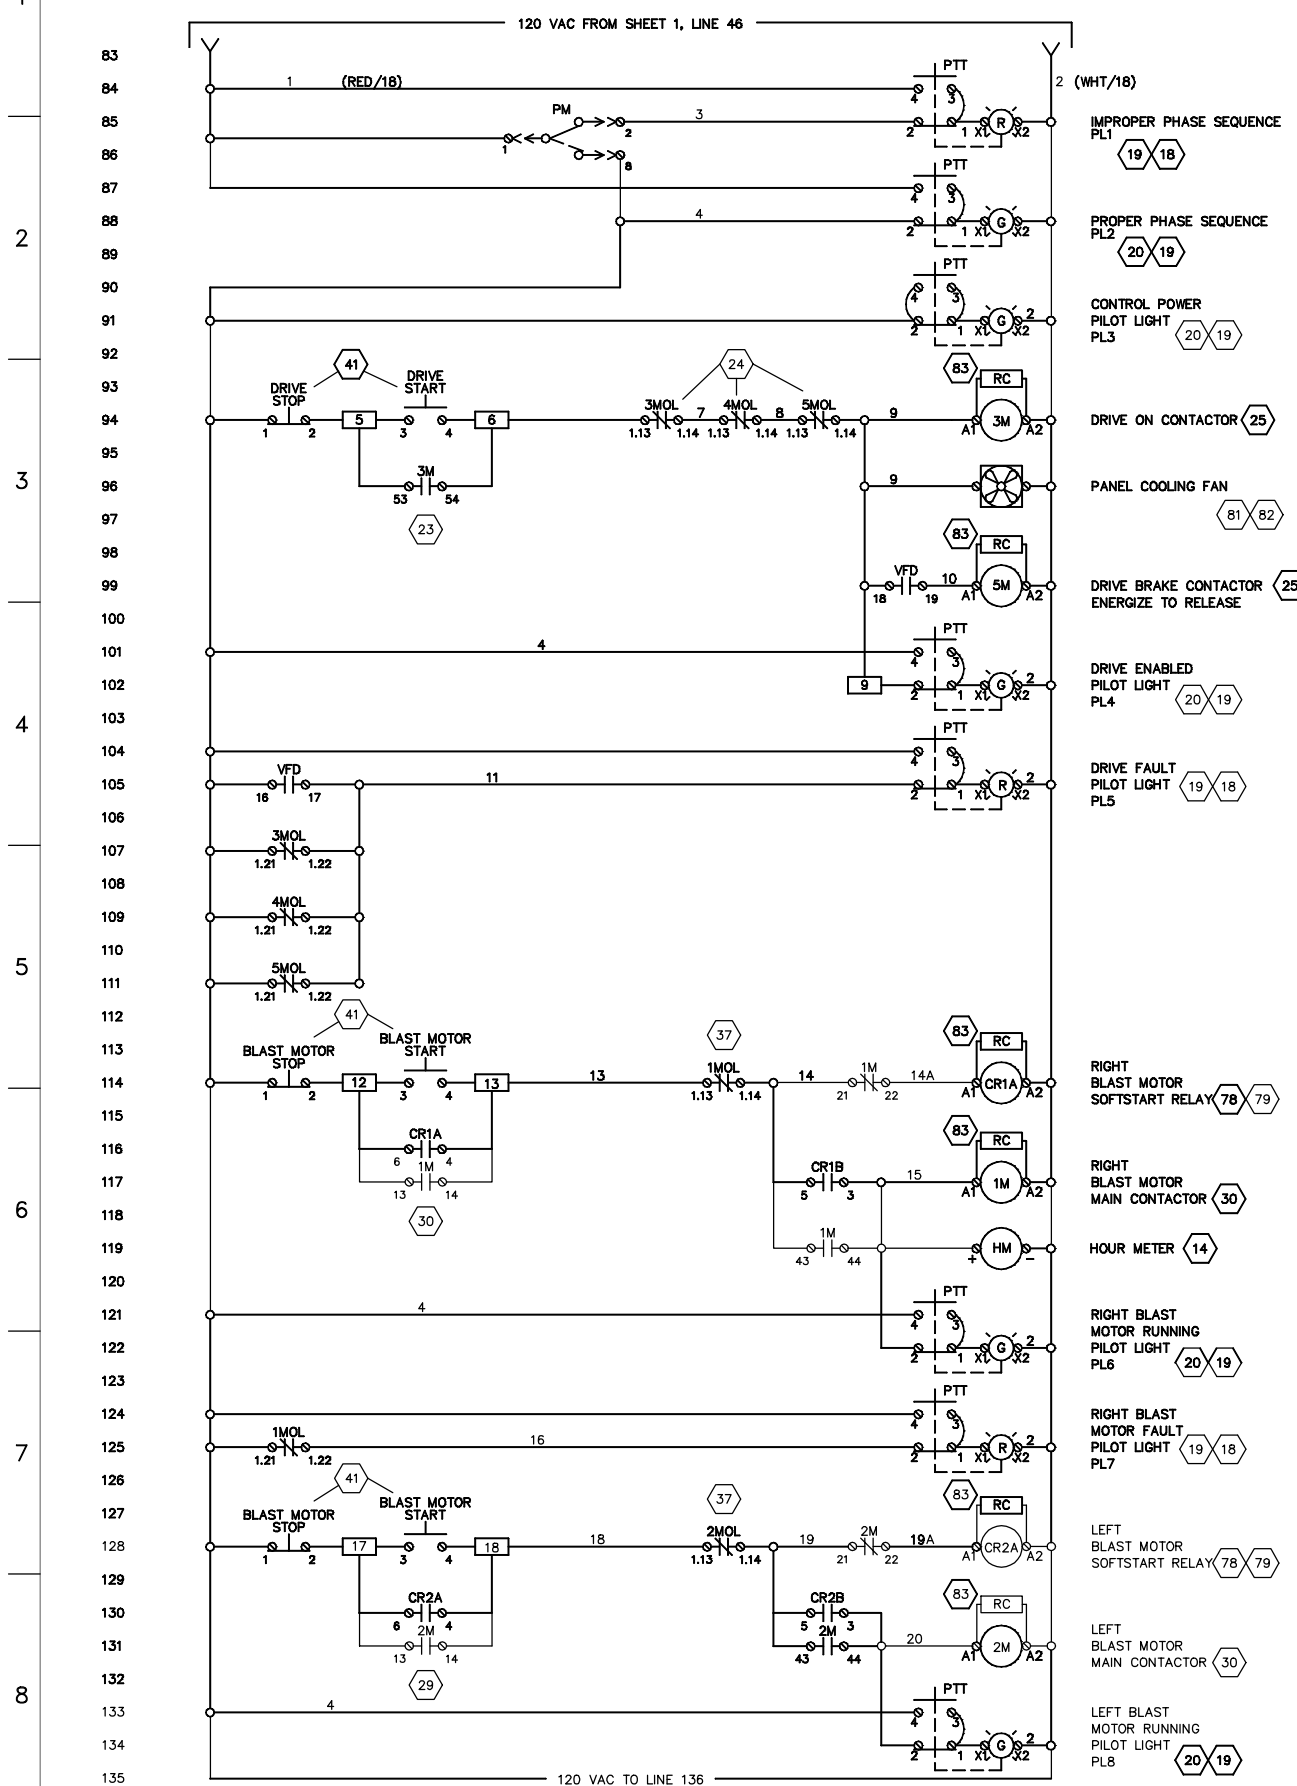 120 VAC FROM SHEET 1, LINE 46
83
84 1 (RED/18) PTT 4 3 2 (WHT/18)
85 PM 2 3 2 1 X1 R X2 IMPROPER PHASE SEQUENCE
PL1
19 18
86 1 8
87 PTT 4 3
2
88 4 2 1 X1 G X2 PROPER PHASE SEQUENCE
PL2
20 19
89
90 PTT 4 3
91 2 1 X1 G 2 X2
CONTROL POWER
PILOT LIGHT 20 19
PL3
92
41 24 83
93 DRIVE STOP DRIVE START RC
94 1 2 5 3 4 6 3MOL 1.13 1.14 7 4MOL 1.13 1.14 8 5MOL 1.13 1.14 9 A1 3M A2 DRIVE ON CONTACTOR 25
95
3
96 3M 53 54 9 PANEL COOLING FAN
81 82
97 23
83
98 RC
99 VFD 18 19 10 A1 5M A2 DRIVE BRAKE CONTACTOR 25
ENERGIZE TO RELEASE
100
101 4 PTT 4 3
102 9 2 1 X1 G 2 X2
DRIVE ENABLED
PILOT LIGHT 20 19
PL4
103
4
104 PTT 4 3
105 VFD 16 17 11 2 1 X1 R 2 X2
DRIVE FAULT
PILOT LIGHT 19 18
PL5
106
107 3MOL 1.21 1.22
108
109 4MOL 1.21 1.22
110
5
111 5MOL 1.21 1.22
112
41 37 83
113 BLAST MOTOR STOP BLAST MOTOR START RC
114 1 2 12 3 4 13 13 1MOL 1.13 1.14 14 1M 21 22 14A A1 CR1A A2
RIGHT
BLAST MOTOR
SOFTSTART RELAY 78 79
115
83
116 CR1A 6 4 RC
117 1M 13 14 CR1B 5 3 15 A1 1M A2
RIGHT
BLAST MOTOR
MAIN CONTACTOR 30
6
118 30
119 1M 43 44 + HM − HOUR METER 14
120
121 4 PTT 4 3
122 2 1 X1 G X2
RIGHT BLAST
MOTOR RUNNING
PILOT LIGHT 20 19
PL6
123
124 PTT 4 3
125 1MOL 1.21 1.22 16 2 1 X1 R 2 X2
RIGHT BLAST
MOTOR FAULT
PILOT LIGHT 19 18
PL7
7
126
41 37 83
127 BLAST MOTOR STOP BLAST MOTOR START RC
128 1 2 17 3 4 18 18 2MOL 1.13 1.14 19 2M 21 22 19A A1 CR2A A2
LEFT
BLAST MOTOR
SOFTSTART RELAY 78 79
129
83
130 CR2A 6 4 CR2B 5 3 RC
131 2M 13 14 2M 43 44 20 A1 2M A2
LEFT
BLAST MOTOR
MAIN CONTACTOR 30
132 29
8
133 4 PTT 4 3
134 2 1 X1 G 2 X2
LEFT BLAST
MOTOR RUNNING
PILOT LIGHT
PL8 20 19
135 120 VAC TO LINE 136